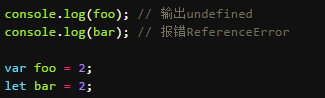 console.log(foo); // 输出undefined
console.log(bar); // 报错ReferenceError
var foo = 2;
let bar = 2;